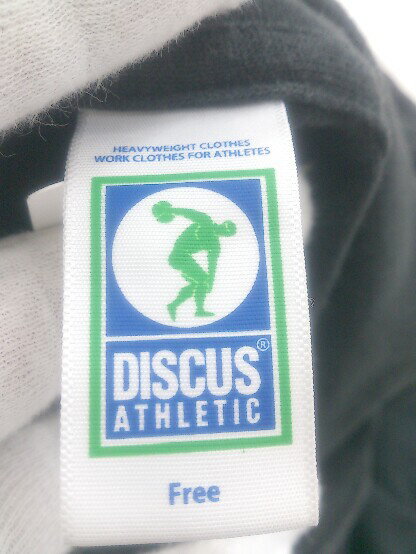 HEAVYWEIGHT CLOTHES
WORK CLOTHES FOR ATHLETES
DISCUS®
ATHLETIC
Free